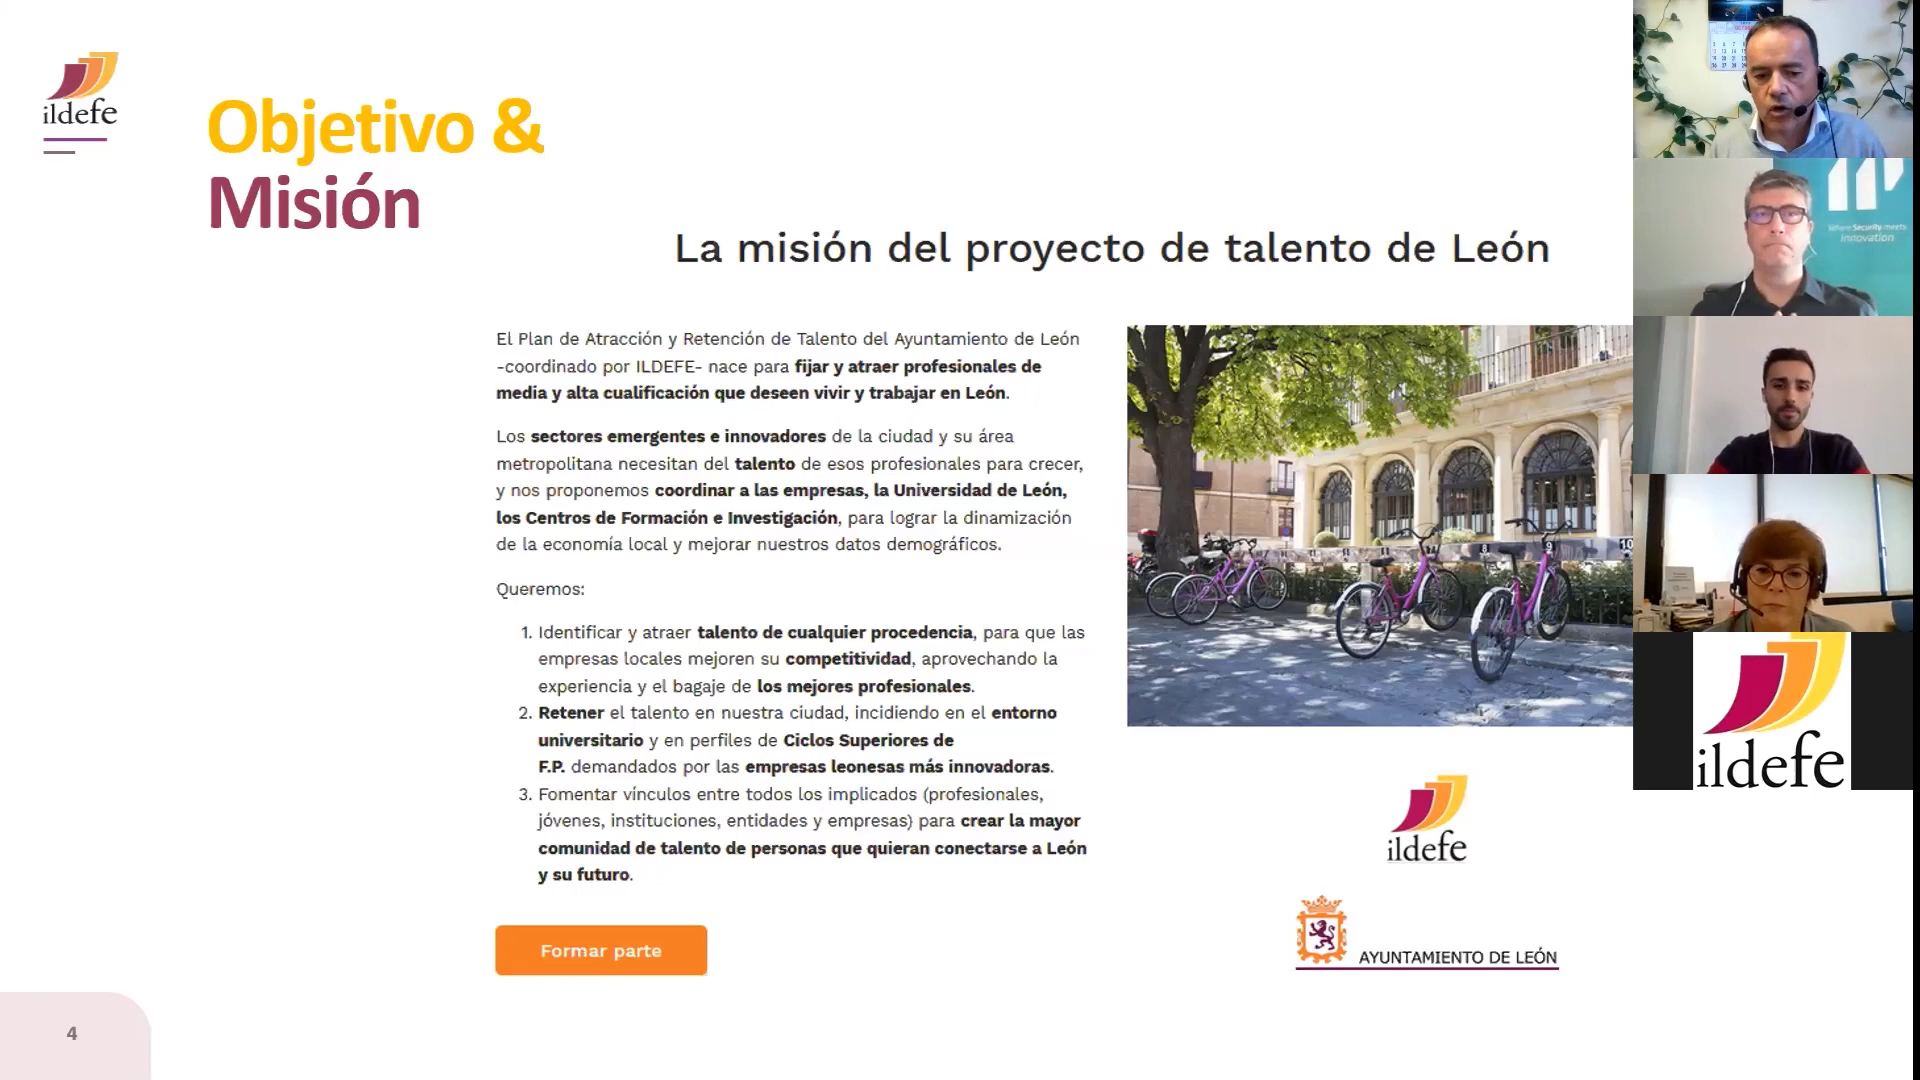 ildefe
Objetivo &
Misión
La misión del proyecto de talento de León
El Plan de Atracción y Retención de Talento del Ayuntamiento de León
-coordinado por ILDEFE- nace para fijar y atraer profesionales de
media y alta cualificación que deseen vivir y trabajar en León.
Los sectores emergentes e innovadores de la ciudad y su área
metropolitana necesitan del talento de esos profesionales para crecer,
y nos proponemos coordinar a las empresas, la Universidad de León,
los Centros de Formación e Investigación, para lograr la dinamización
de la economía local y mejorar nuestros datos demográficos.
Queremos:
1. Identificar y atraer talento de cualquier procedencia, para que las
empresas locales mejoren su competitividad, aprovechando la
experiencia y el bagaje de los mejores profesionales.
2. Retener el talento en nuestra ciudad, incidiendo en el entorno
universitario y en perfiles de Ciclos Superiores de
F.P. demandados por las empresas leonesas más innovadoras.
3. Fomentar vínculos entre todos los implicados (profesionales,
jóvenes, instituciones, entidades y empresas) para crear la mayor
comunidad de talento de personas que quieran conectarse a León
y su futuro.
Formar parte
8
9
10
ildefe
AYUNTAMIENTO DE LEÓN
4
Where Security meets
innovation
ildefe